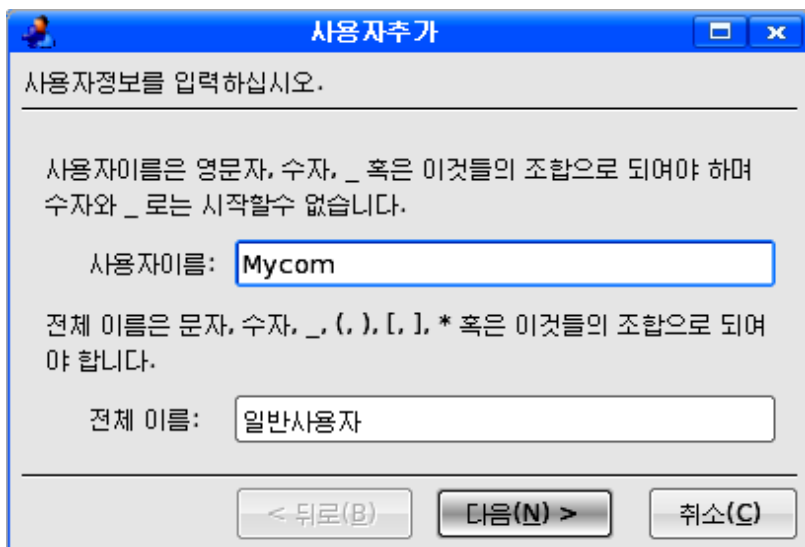 사용자추가
사용자정보를 입력하십시오.
사용자이름은 영문자, 수자, _ 혹은 이것들의 조합으로 되여야 하며
수자와 _ 로는 시작할수 없습니다.
사용자이름: Mycom
전체 이름은 문자, 수자, _, (, ), [, ], * 혹은 이것들의 조합으로 되여
야 합니다.
전체 이름: 일반사용자
< 뒤로(B) 다음(N) > 취소(C)